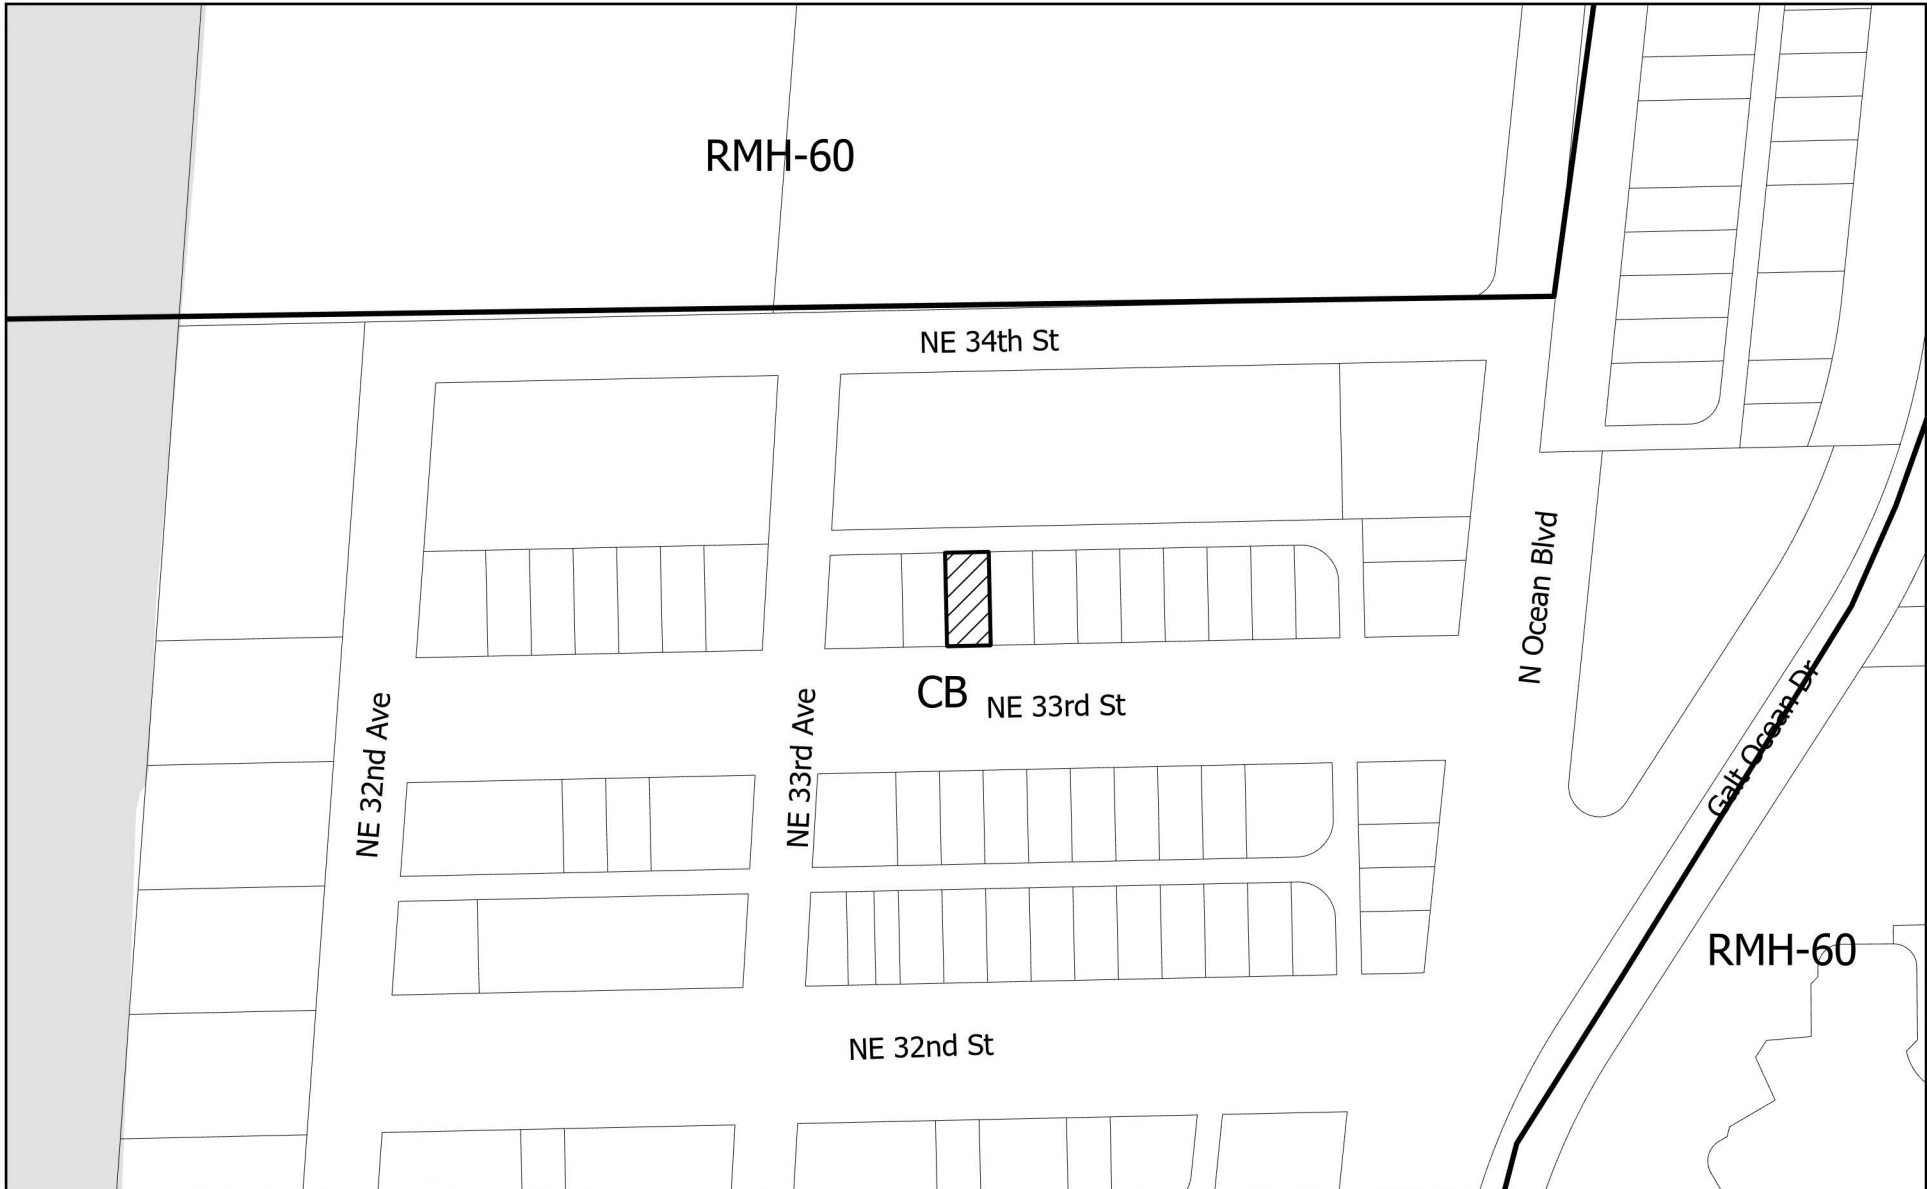 RMH-60
NE 34th St
N Ocean Blvd
CB
NE 33rd St
NE 32nd Ave
NE 33rd Ave
Galt Ocean Dr
RMH-60
NE 32nd St